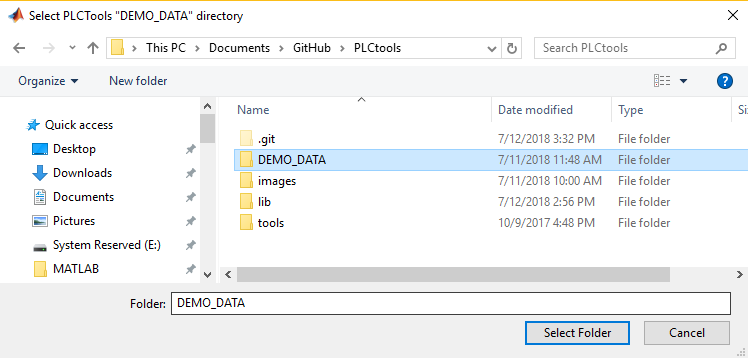 Select PLCTools "DEMO_DATA" directory
This PC > Documents > GitHub > PLCtools
Search PLCtools
Organize
New folder
Name
Date modified
Type
Si
Quick access
Desktop
Downloads
Documents
Pictures
System Reserved (E:)
MATLAB
.git 7/12/2018 3:32 PM File folder
DEMO_DATA 7/11/2018 11:48 AM File folder
images 7/11/2018 10:00 AM File folder
lib 7/12/2018 2:56 PM File folder
tools 10/9/2017 4:48 PM File folder
Folder: DEMO_DATA
Select Folder
Cancel